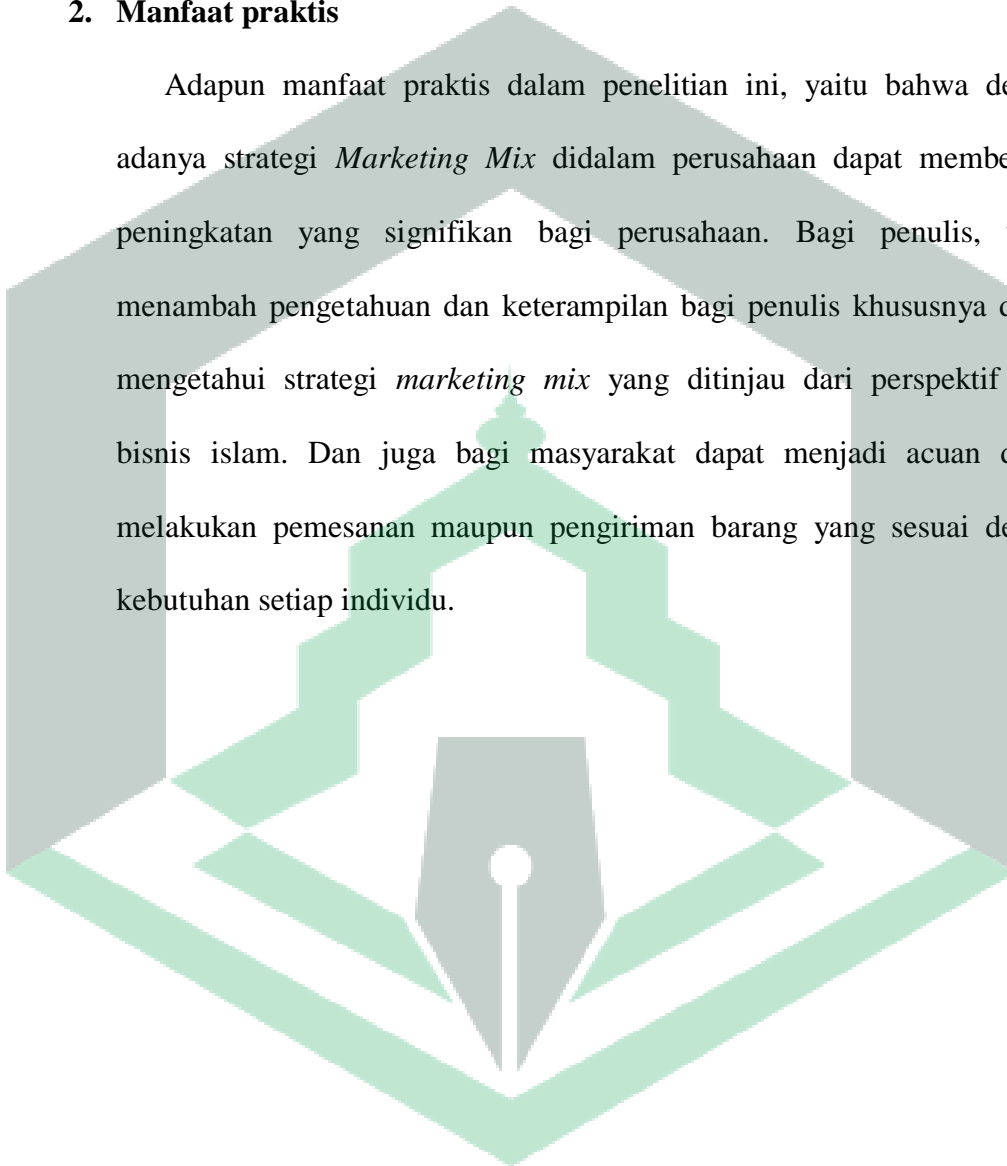 2. Manfaat praktis
Adapun manfaat praktis dalam penelitian ini, yaitu bahwa
adanya strategi Marketing Mix didalam perusahaan dapat
peningkatan yang signifikan bagi perusahaan. Bagi penulis,
menambah pengetahuan dan keterampilan bagi penulis khususnya
mengetahui strategi marketing mix yang ditinjau dari perspektif
bisnis islam. Dan juga bagi masyarakat dapat menjadi acuan
melakukan pemesanan maupun pengiriman barang yang sesuai
kebutuhan setiap individu.